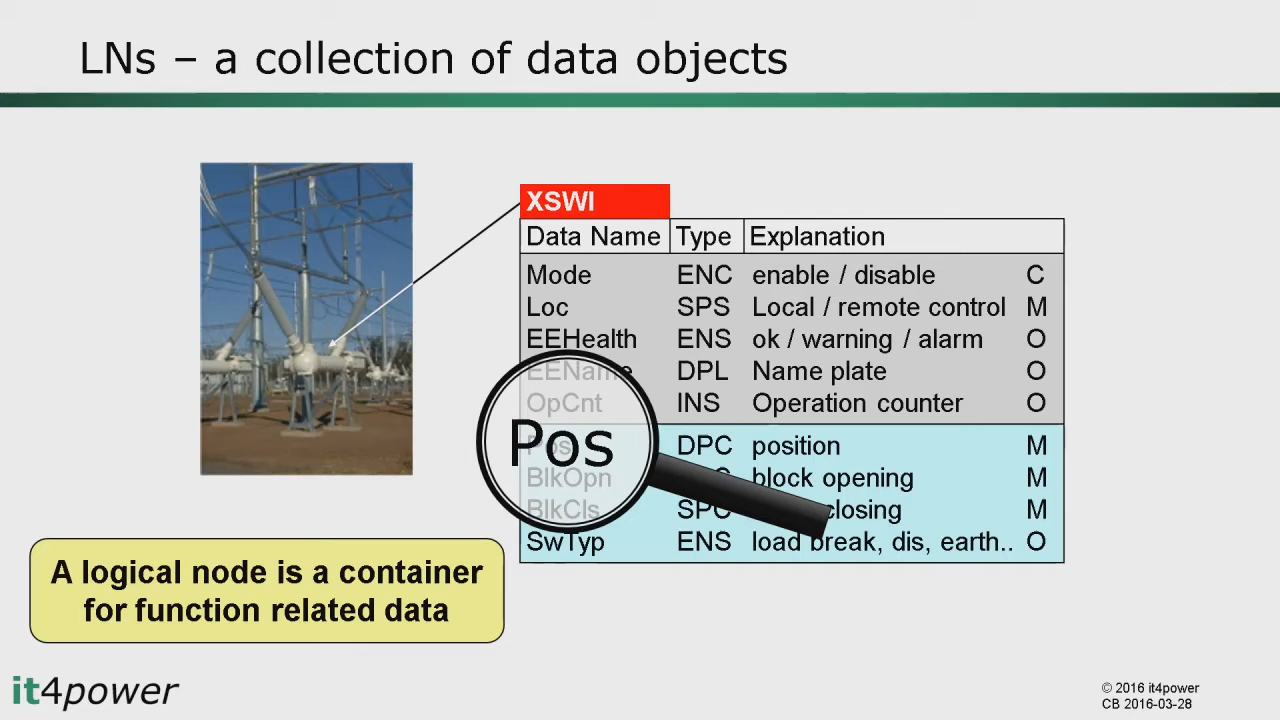 LNs – a collection of data objects
XSWI
Data Name Type Explanation
Mode ENC enable / disable C
Loc SPS Local / remote control M
EEHealth ENS ok / warning / alarm O
EEName DPL Name plate O
OpCnt INS Operation counter O
Pos DPC position M
Pos
BlkOpn block opening M
BlkCls SPC closing M
SwTyp ENS load break, dis, earth.. O
A logical node is a container
for function related data
it4power
© 2016 it4power
CB 2016-03-28